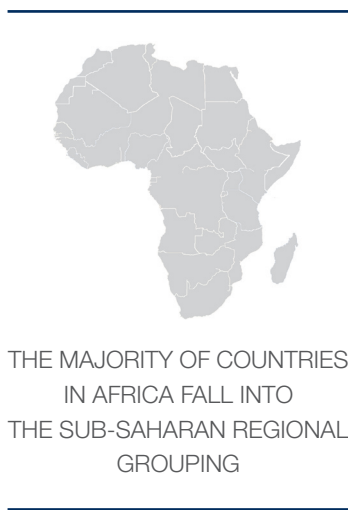 THE MAJORITY OF COUNTRIES
IN AFRICA FALL INTO
THE SUB-SAHARAN REGIONAL
GROUPING